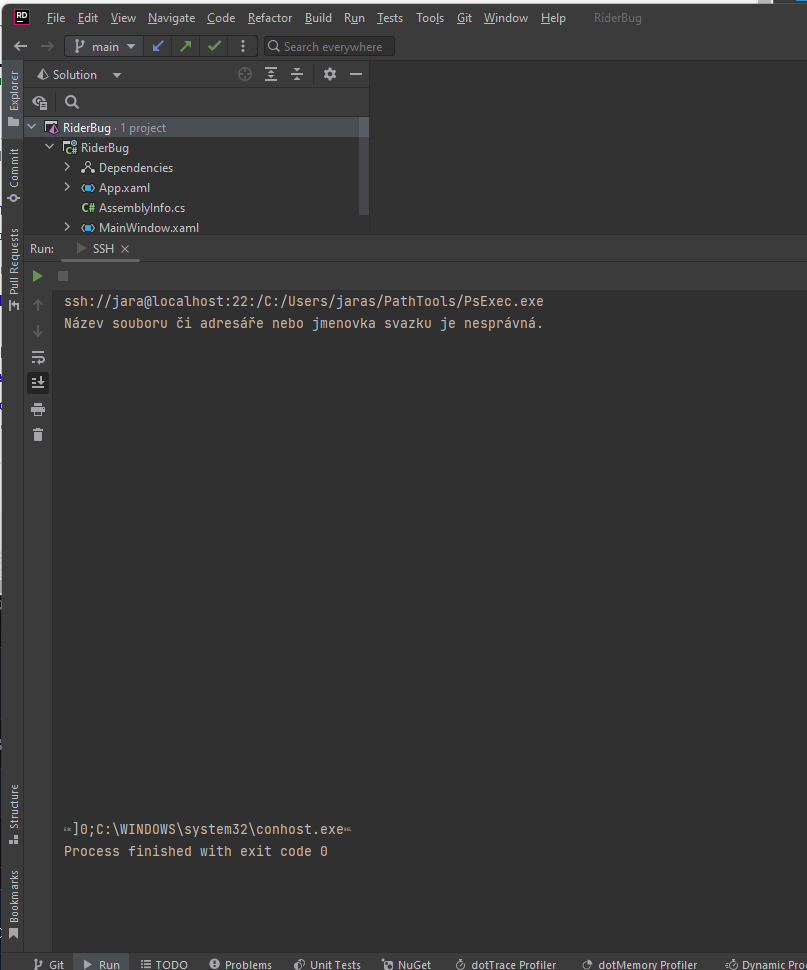 RD File Edit View Navigate Code Refactor Build Run Tests Tools Git Window Help RiderBug
main Search everywhere
Explorer
Solution
RiderBug · 1 project
RiderBug
Dependencies
App.xaml
C# AssemblyInfo.cs
MainWindow.xaml
Commit
Pull Requests
Run: SSH
ssh://jara@localhost:22:/C:/Users/jaras/PathTools/PsExec.exe
Název souboru či adresáře nebo jmenovka svazku je nesprávná.
]0;C:\WINDOWS\system32\conhost.exe
Process finished with exit code 0
Structure
Bookmarks
Git Run TODO Problems Unit Tests NuGet dotTrace Profiler dotMemory Profiler Dynamic Pro